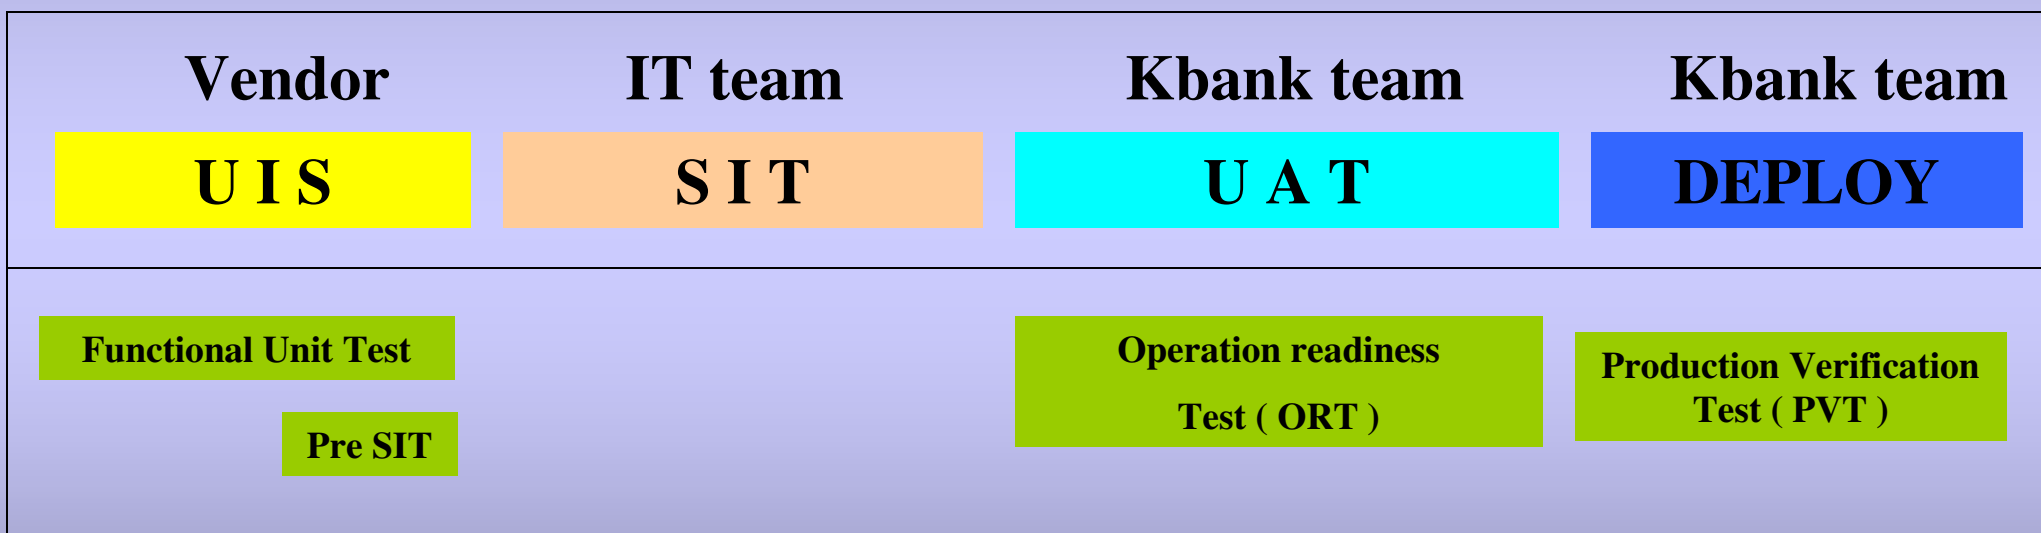 Vendor
IT team
Kbank team
Kbank team
U I S
S I T
U A T
DEPLOY
Functional Unit Test
Pre SIT
Operation readiness
Test ( ORT )
Production Verification
Test ( PVT )